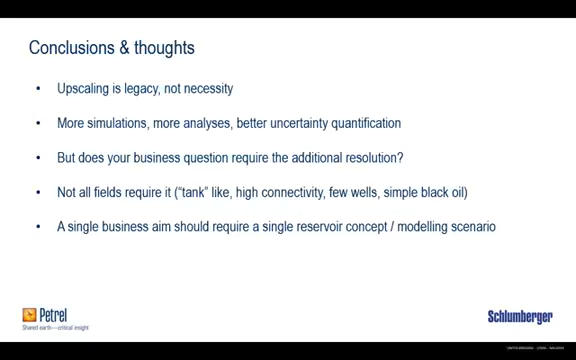 Conclusions & thoughts
• Upscaling is legacy, not necessity
• More simulations, more analyses, better uncertainty quantification
• But does your business question require the additional resolution?
• Not all fields require it ("tank" like, high connectivity, few wells, simple black oil)
• A single business aim should require a single reservoir concept / modelling scenario
Petrel
Shared earth—critical insight
Schlumberger